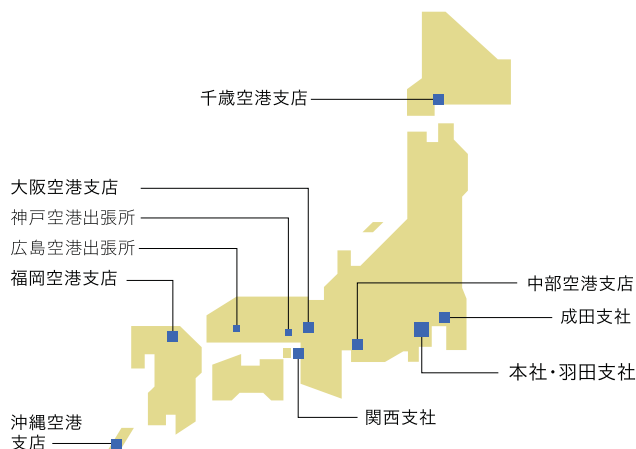 千歳空港支店
大阪空港支店
神戸空港出張所
広島空港出張所
福岡空港支店
中部空港支店
成田支社
本社・羽田支社
関西支社
沖縄空港
支店